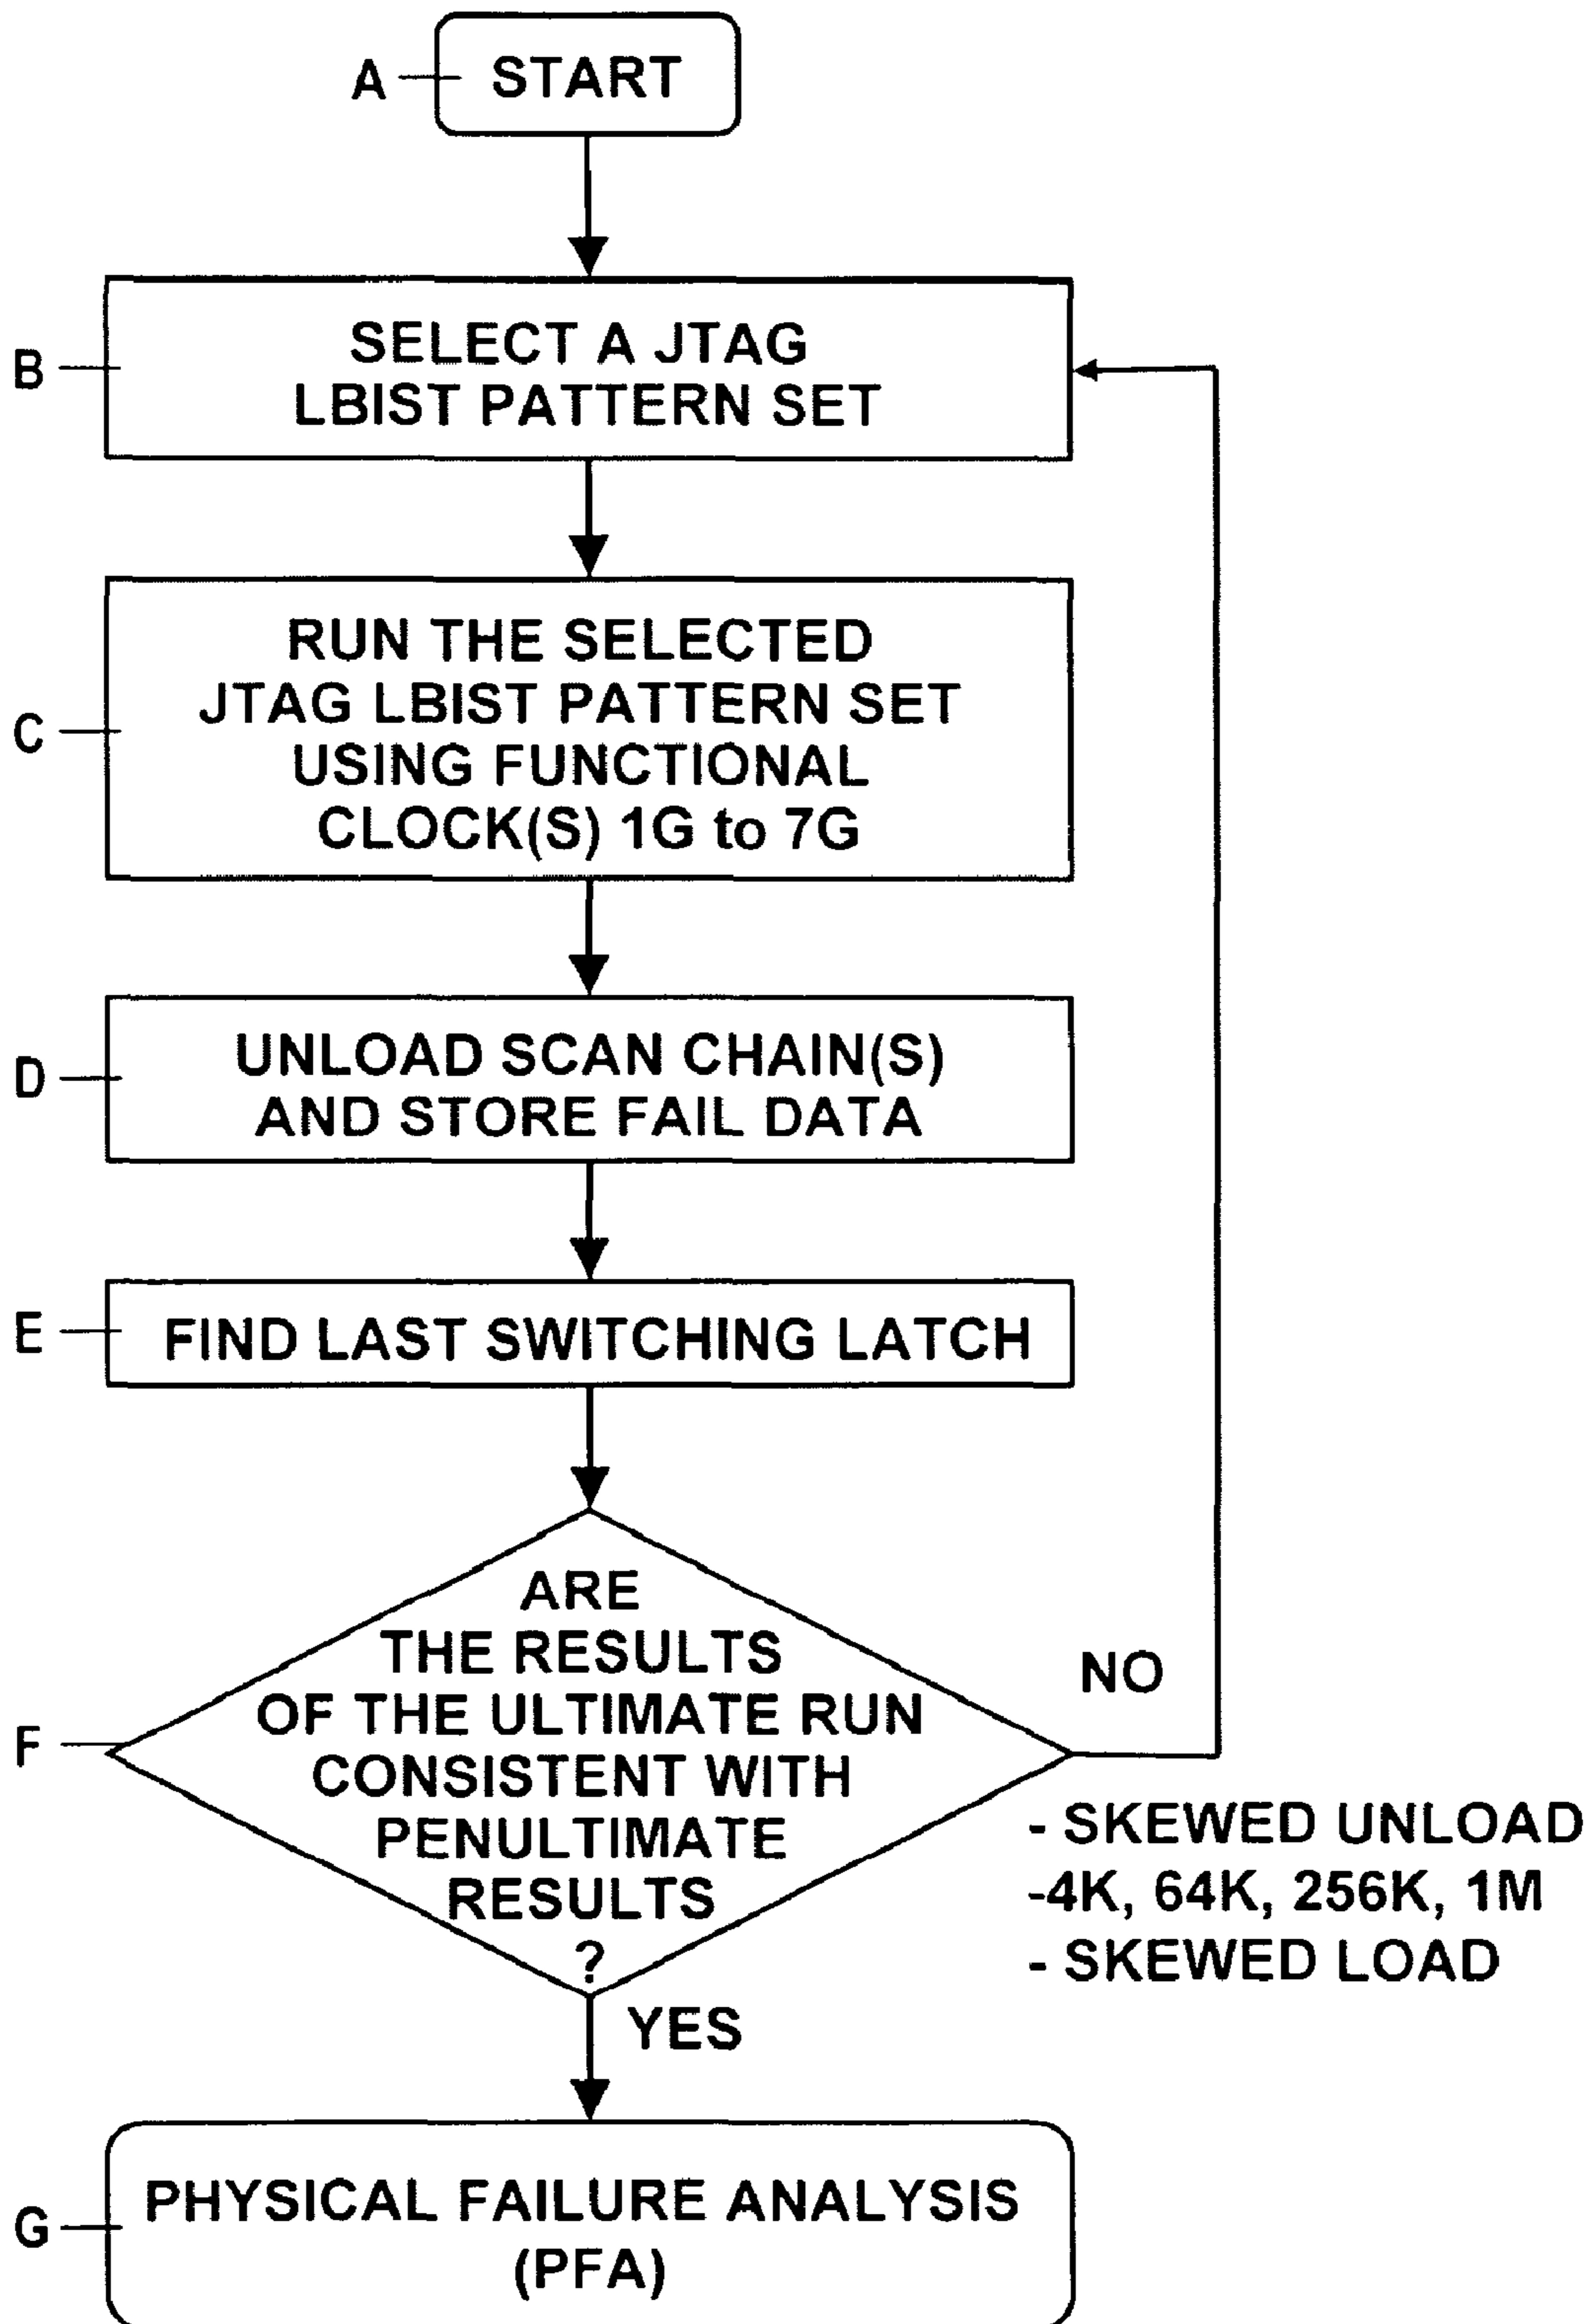 A
START
B
SELECT A JTAG
LBIST PATTERN SET
C
RUN THE SELECTED
JTAG LBIST PATTERN SET
USING FUNCTIONAL
CLOCK(S) 1G to 7G
D
UNLOAD SCAN CHAIN(S)
AND STORE FAIL DATA
E
FIND LAST SWITCHING LATCH
F
ARE
THE RESULTS
OF THE ULTIMATE RUN
CONSISTENT WITH
PENULTIMATE
RESULTS
?
NO
- SKEWED UNLOAD
-4K, 64K, 256K, 1M
- SKEWED LOAD
YES
G
PHYSICAL FAILURE ANALYSIS
(PFA)